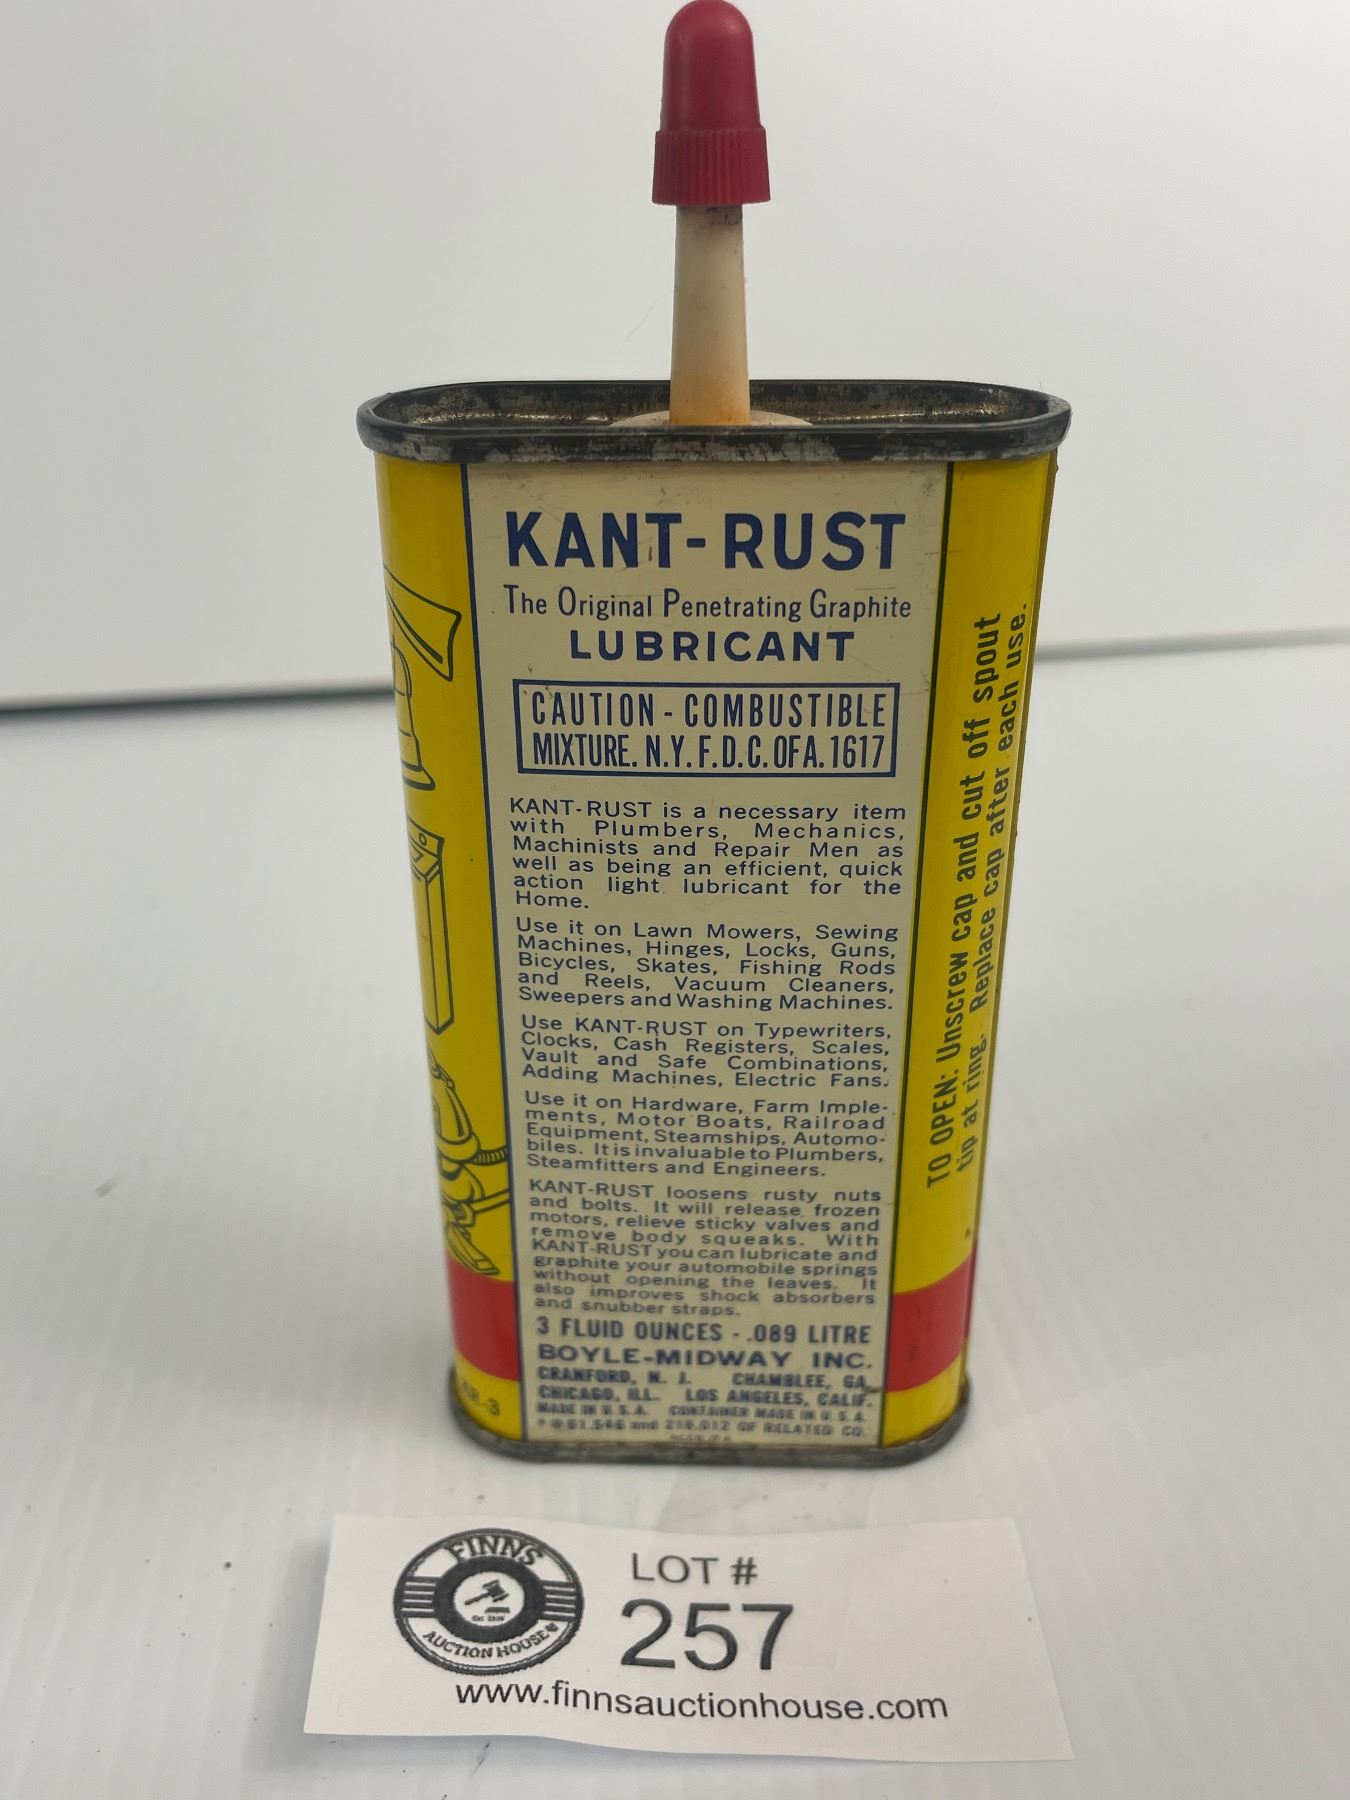 KANT-RUST
The Original Penetrating Graphite
LUBRICANT
CAUTION - COMBUSTIBLE
MIXTURE. N.Y. F.D.C. OF A. 1617
KANT-RUST is a necessary item
with Plumbers, Mechanics,
Machinists and Repair Men as
well as being an efficient, quick
action light lubricant for the
Home.
Use it on Lawn Mowers, Sewing
Machines, Hinges, Locks, Guns,
Bicycles, Skates, Fishing Rods
and Reels, Vacuum Cleaners,
Sweepers and Washing Machines.
Use KANT-RUST on Typewriters,
Clocks, Cash Registers, Scales,
Vault and Safe Combinations,
Adding Machines, Electric Fans.
Use it on Hardware, Farm Imple-
ments, Motor Boats, Railroad
Equipment, Steamships, Automo-
biles. It is invaluable to Plumbers,
Steamfitters and Engineers.
KANT-RUST loosens rusty nuts
and bolts. It will release frozen
motors, relieve sticky valves and
remove body squeaks. With
KANT-RUST you can lubricate and
graphite your automobile springs
without opening the leaves. It
also improves shock absorbers
and snubber straps.
3 FLUID OUNCES - .089 LITRE
BOYLE-MIDWAY INC.
CRANFORD, N. J. CHAMBLEE, GA.
CHICAGO, ILL. LOS ANGELES, CALIF.
MADE IN U.S.A. CONTAINER MADE IN U.S.A.
61,546 and 216,012 OF RELATED CO.
TO OPEN: Unscrew cap and cut off spout
tip at ring. Replace cap after each use.
R-3
FINNS
AUCTION HOUSE
LOT #
257
www.finnsauctionhouse.com